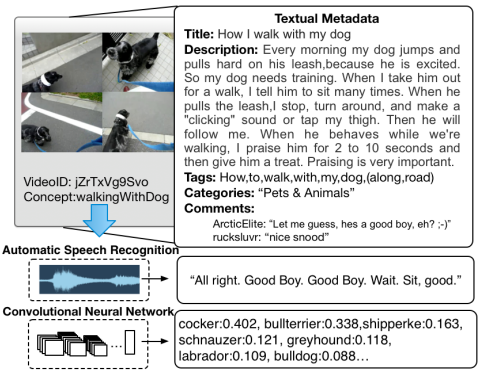 Textual Metadata
Title: How I walk with my dog
Description: Every morning my dog jumps and
pulls hard on his leash,because he is excited.
So my dog needs training. When I take him out
for a walk, I tell him to sit many times. When he
pulls the leash,I stop, turn around, and make a
"clicking" sound or tap my thigh. Then he will
follow me. When he behaves while we're
walking, I praise him for 2 to 10 seconds and
then give him a treat. Praising is very important.
Tags: How,to,walk,with,my,dog,(along,road)
Categories: “Pets & Animals”
Comments:
ArcticElite: “Let me guess, hes a good boy, eh? ;-)”
rucksluvr: “nice snood”
VideoID: jZrTxVg9Svo
Concept:walkingWithDog
Automatic Speech Recognition
“All right. Good Boy. Good Boy. Wait. Sit, good.”
Convolutional Neural Network
...
cocker:0.402, bullterrier:0.338,shipperke:0.163,
schnauzer:0.121, greyhound:0.118,
labrador:0.109, bulldog:0.088…